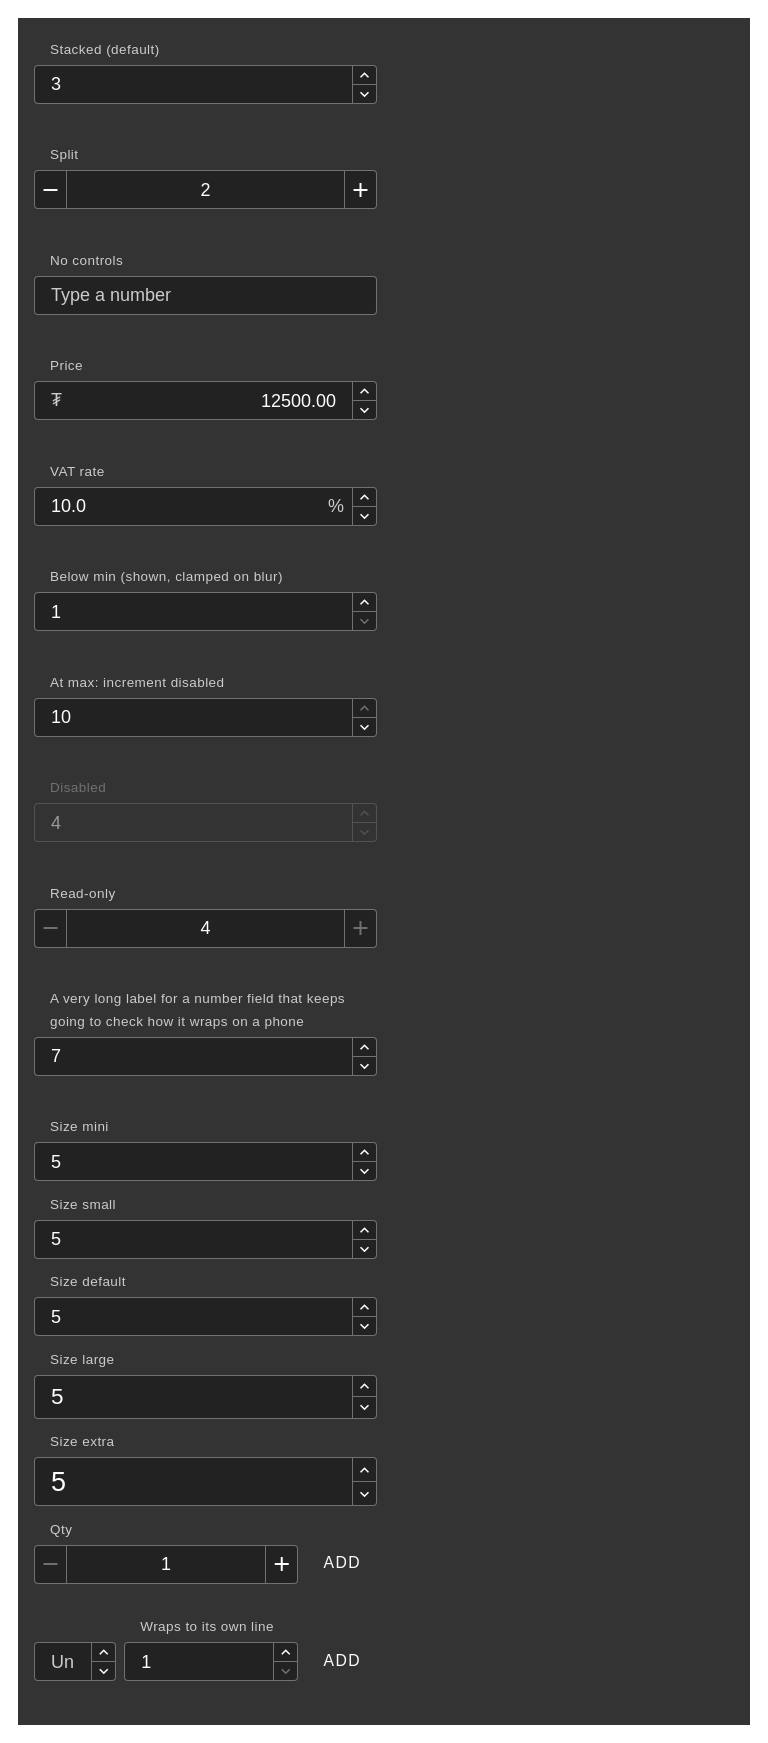 Stacked (default)
3
Split
2
No controls
Type a number
Price
₮ 12500.00
VAT rate
10.0 %
Below min (shown, clamped on blur)
1
At max: increment disabled
10
Disabled
4
Read-only
4
A very long label for a number field that keeps
going to check how it wraps on a phone
7
Size mini
5
Size small
5
Size default
5
Size large
5
Size extra
5
Qty
1 ADD
Wraps to its own line
Un 1 ADD